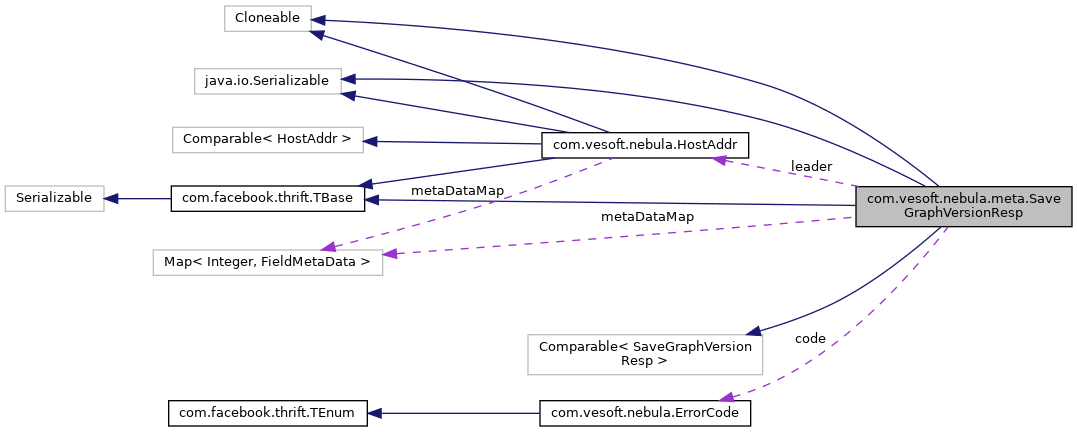 Cloneable
java.io.Serializable
Comparable< HostAddr >
com.vesoft.nebula.HostAddr
leader
Serializable
com.facebook.thrift.TBase
metaDataMap
com.vesoft.nebula.meta.Save
GraphVersionResp
metaDataMap
Map< Integer, FieldMetaData >
Comparable< SaveGraphVersion
Resp >
code
com.facebook.thrift.TEnum
com.vesoft.nebula.ErrorCode